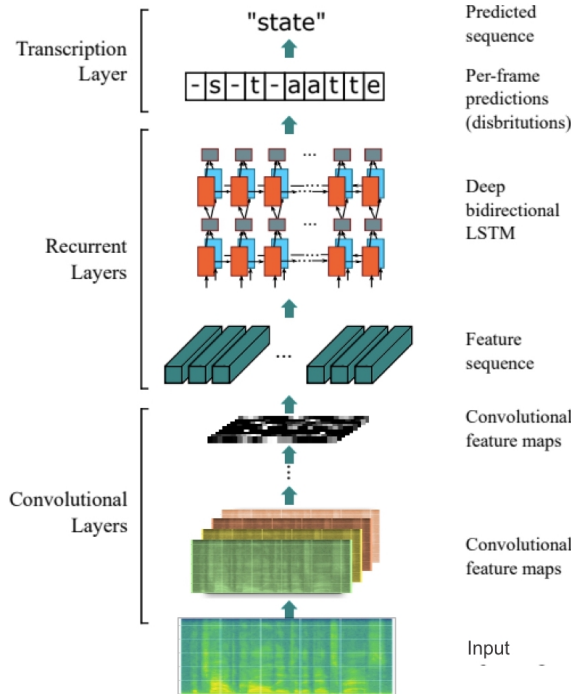 "state"
Predicted
sequence
Transcription
Layer
-s-t-aatte
Per-frame
predictions
(disbritutions)
...
Deep
bidirectional
LSTM
Recurrent
Layers
...
Feature
sequence
Convolutional
feature maps
Convolutional
Layers
Convolutional
feature maps
Input